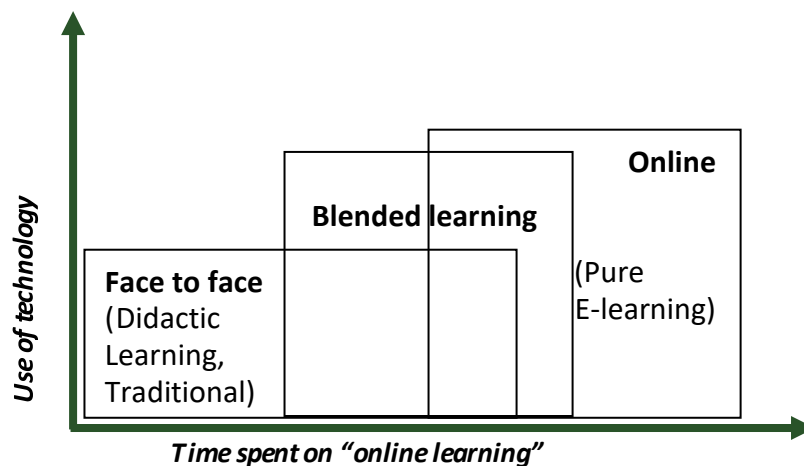 Use of technology
Online
Blended learning
Face to face
(Didactic
Learning,
Traditional)
(Pure
E-learning)
Time spent on “online learning”